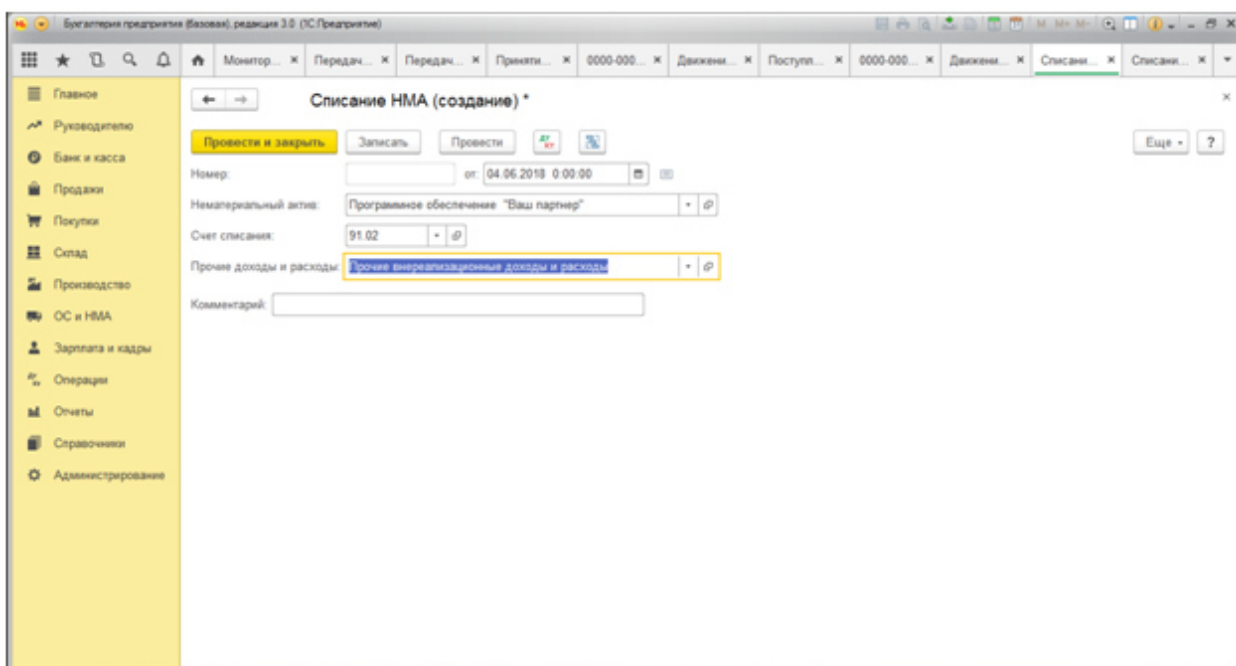 Бухгалтерия предприятия (базовая), редакция 3.0 (1С:Предприятие)
M M+ M-
Монитор... Передач... Передач... Приняти... 0000-000... Движени... Поступл... 0000-000... Движени... Списани... Списани...
Главное
Руководителю
Банк и касса
Продажи
Покупки
Склад
Производство
ОС и НМА
Зарплата и кадры
Операции
Отчеты
Справочники
Администрирование
Списание НМА (создание) *
Провести и закрыть Записать Провести Еще ?
Номер: от: 04.06.2018 0:00:00
Нематериальный актив: Программное обеспечение "Ваш партнер"
Счет списания: 91.02
Прочие доходы и расходы: Прочие внереализационные доходы и расходы
Комментарий: